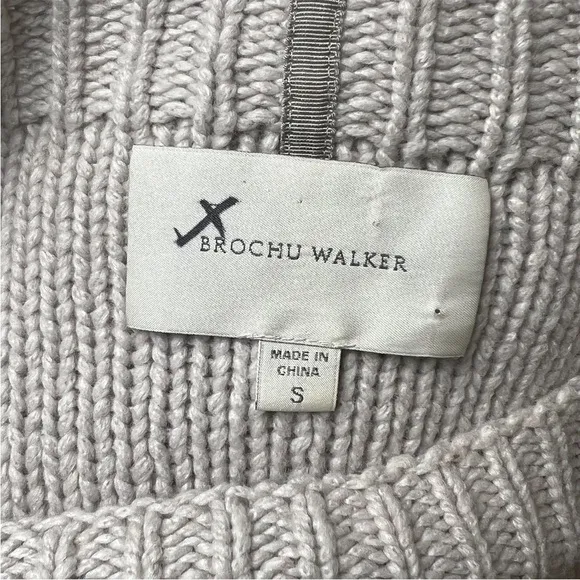 BROCHU WALKER
MADE IN
CHINA
S